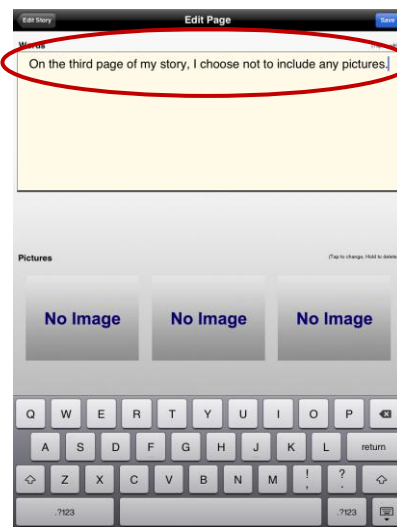 Edit Story
Edit Page
Save
Words
On the third page of my story, I choose not to include any pictures.
Pictures
(Tap to change, Hold to delete)
No Image
No Image
No Image
Q W E R T Y U I O P
A S D F G H J K L return
Z X C V B N M ! , ? .
.?123
.?123